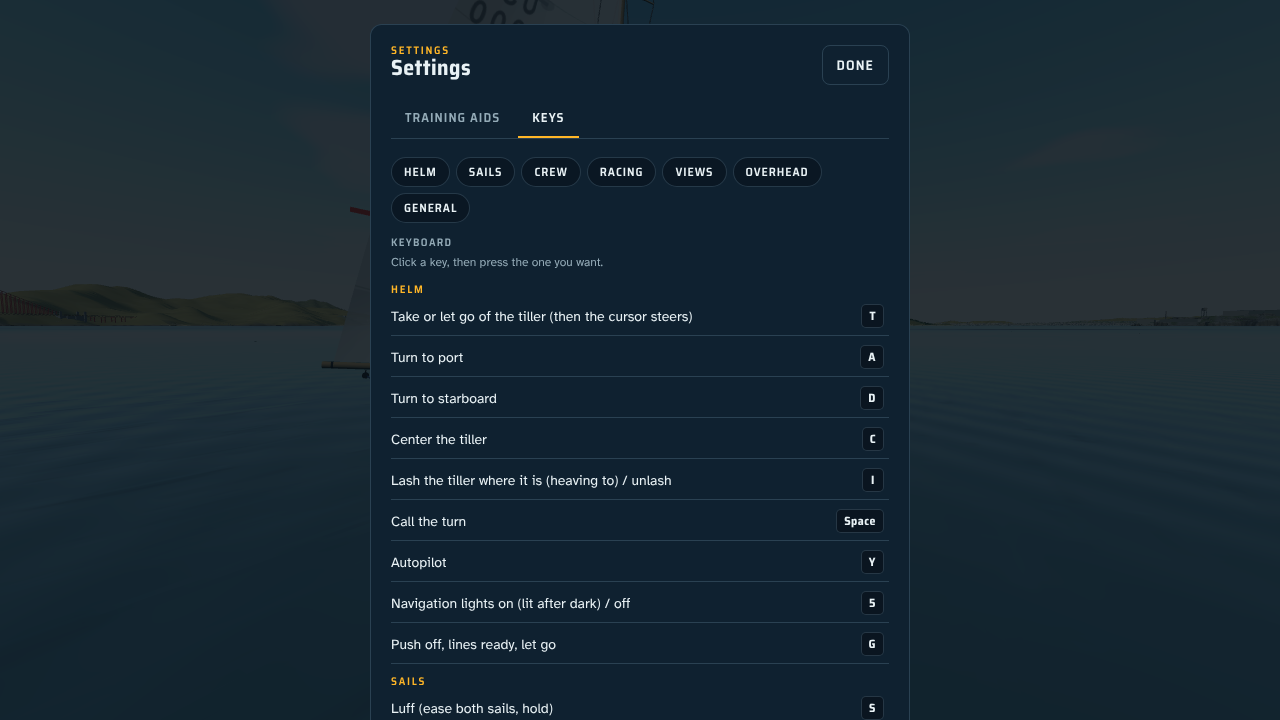 SETTINGS
Settings
DONE
TRAINING AIDS KEYS
HELM SAILS CREW RACING VIEWS OVERHEAD
GENERAL
KEYBOARD
Click a key, then press the one you want.
HELM
Take or let go of the tiller (then the cursor steers) T
Turn to port A
Turn to starboard D
Center the tiller C
Lash the tiller where it is (heaving to) / unlash I
Call the turn Space
Autopilot Y
Navigation lights on (lit after dark) / off 5
Push off, lines ready, let go G
SAILS
Luff (ease both sails, hold) S